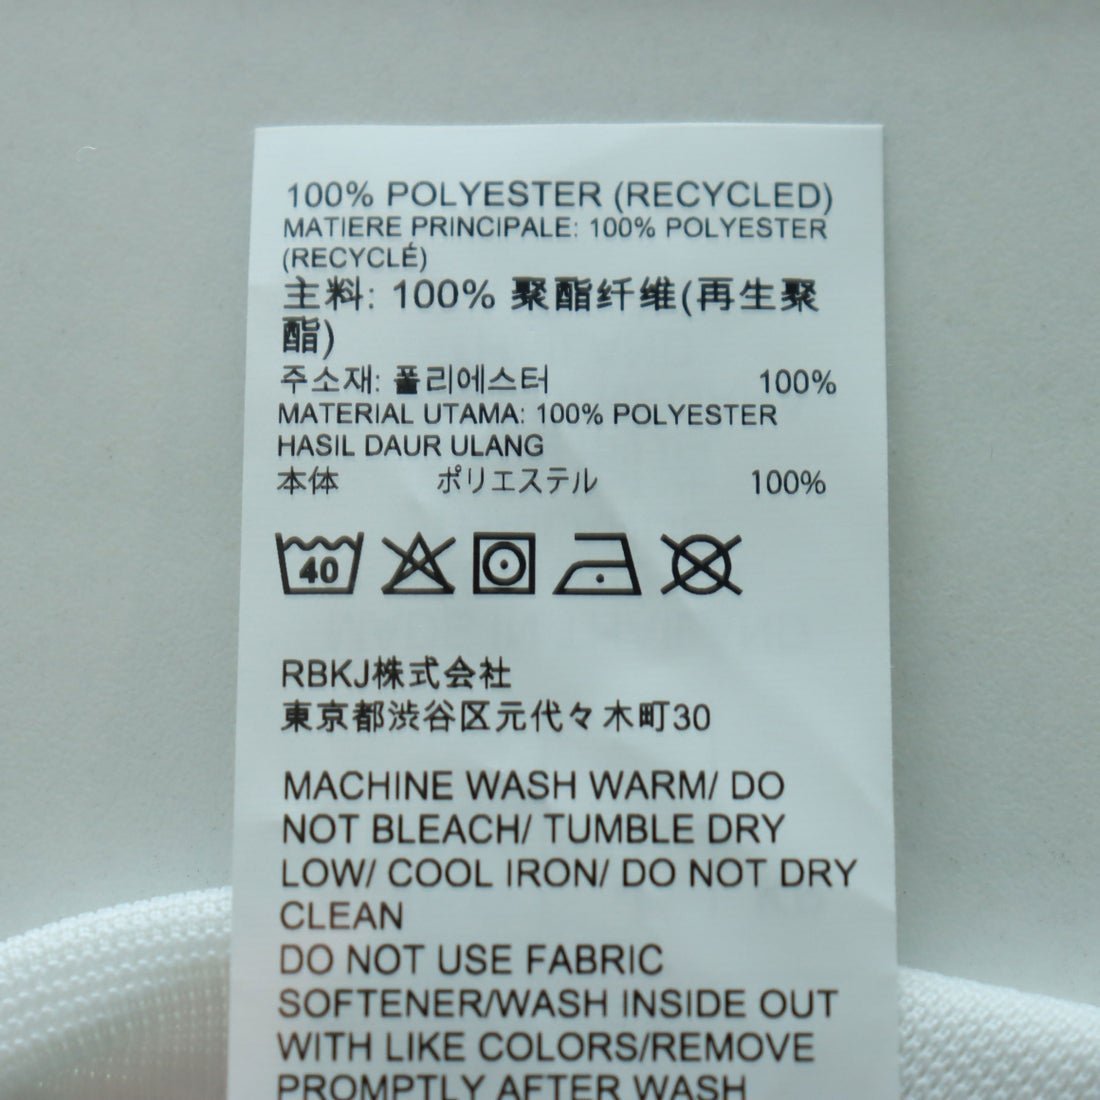 100% POLYESTER (RECYCLED)
MATIERE PRINCIPALE: 100% POLYESTER
(RECYCLÉ)
主料: 100% 聚酯纤维(再生聚
酯)
주소재: 폴리에스터 100%
MATERIAL UTAMA: 100% POLYESTER
HASIL DAUR ULANG
本体 ポリエステル 100%
40
RBKJ株式会社
東京都渋谷区元代々木町30
MACHINE WASH WARM/ DO
NOT BLEACH/ TUMBLE DRY
LOW/ COOL IRON/ DO NOT DRY
CLEAN
DO NOT USE FABRIC
SOFTENER/WASH INSIDE OUT
WITH LIKE COLORS/REMOVE
PROMPTLY AFTER WASH